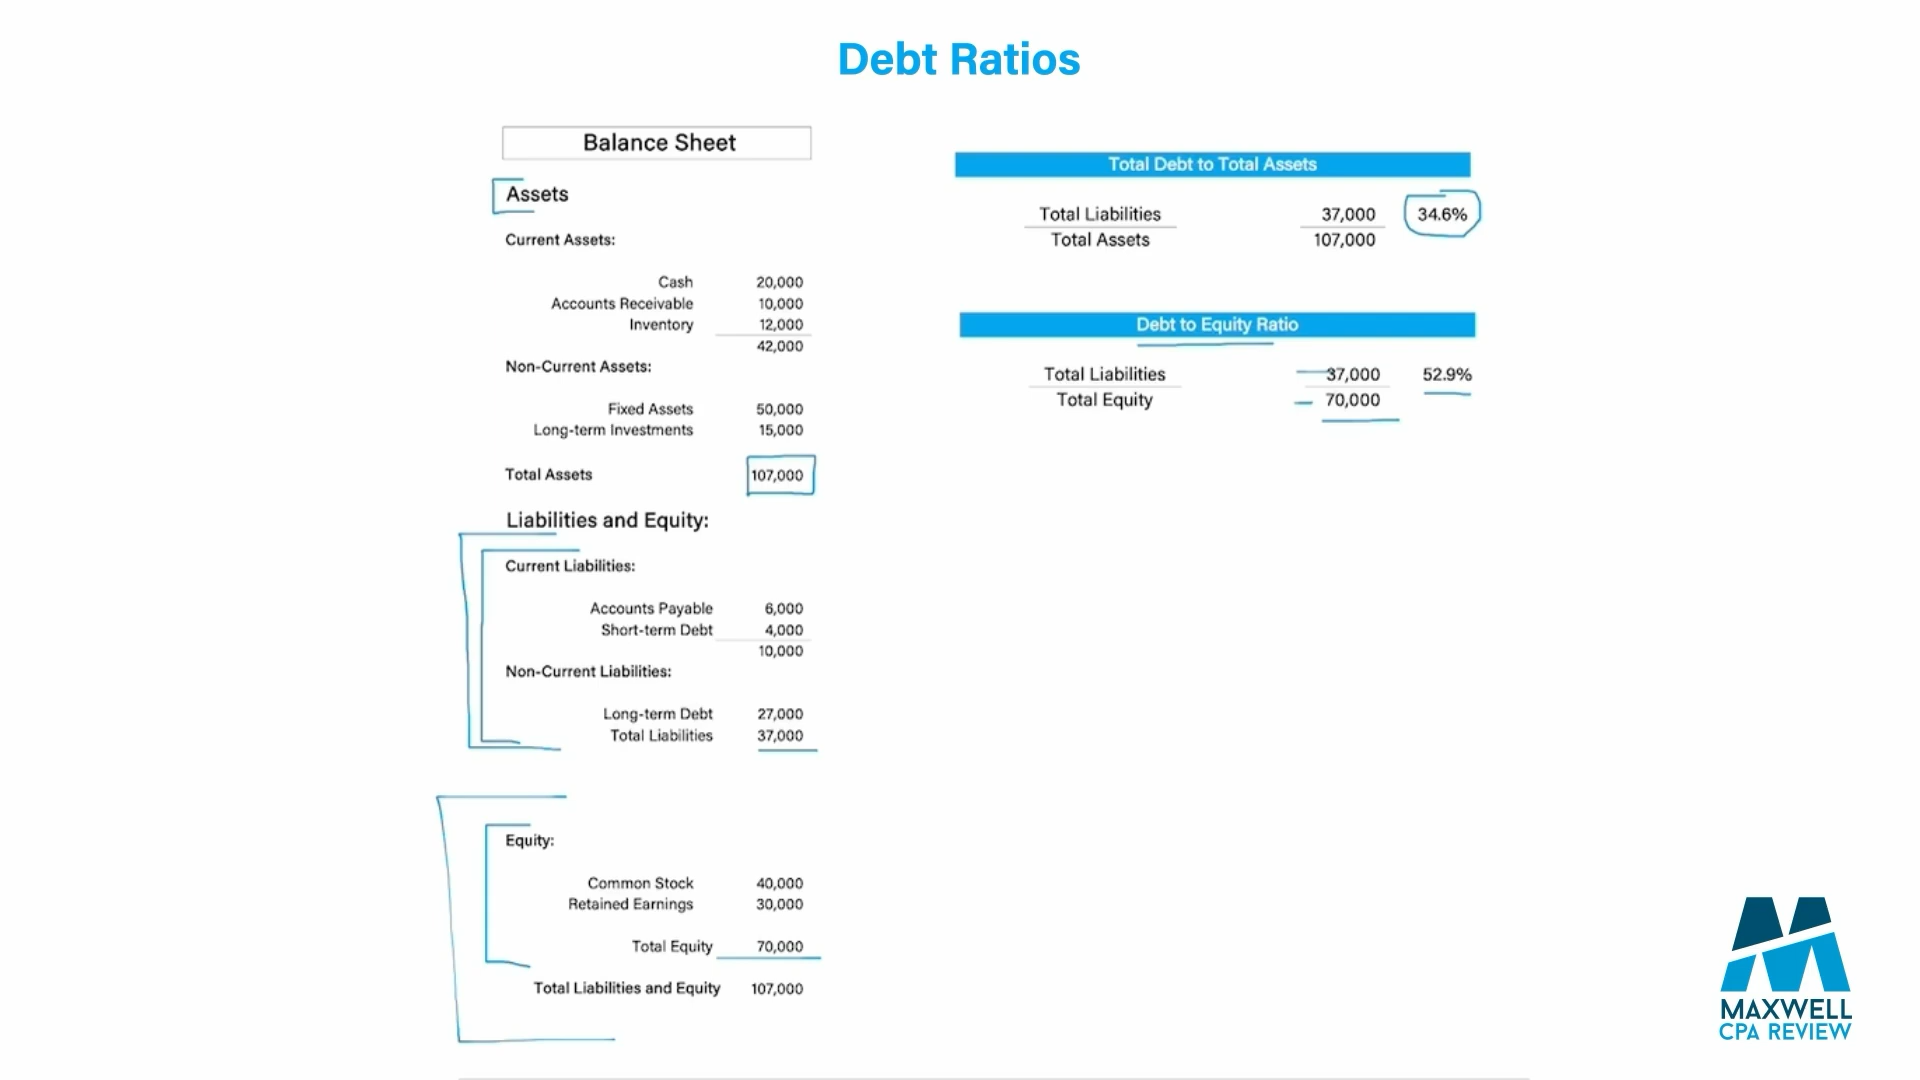 Debt Ratios
Balance Sheet
Assets
Current Assets:
Cash 20,000
Accounts Receivable 10,000
Inventory 12,000
42,000
Non-Current Assets:
Fixed Assets 50,000
Long-term Investments 15,000
Total Assets 107,000
Liabilities and Equity:
Current Liabilities:
Accounts Payable 6,000
Short-term Debt 4,000
10,000
Non-Current Liabilities:
Long-term Debt 27,000
Total Liabilities 37,000
Equity:
Common Stock 40,000
Retained Earnings 30,000
Total Equity 70,000
Total Liabilities and Equity 107,000
Total Debt to Total Assets
Total Liabilities 37,000 34.6%
Total Assets 107,000
Debt to Equity Ratio
Total Liabilities 37,000 52.9%
Total Equity 70,000
MAXWELL
CPA REVIEW